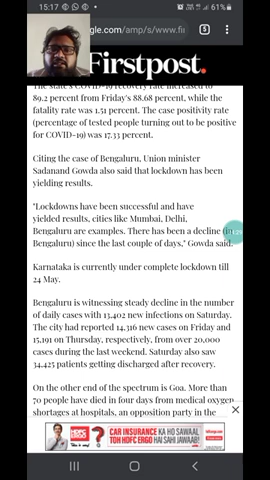 15:17
61%
gle.com/amp/s/www.fi
5
Firstpost.
The state's COVID-19 recovery rate increased to
89.2 percent from Friday's 88.68 percent, while the
fatality rate was 1.51 percent. The case positivity rate
(percentage of tested people turning out to be positive
for COVID-19) was 17.33 percent.
Citing the case of Bengaluru, Union minister
Sadanand Gowda also said that lockdown has been
yielding results.
"Lockdowns have been successful and have
yielded results, cities like Mumbai, Delhi,
Bengaluru are examples. There has been a decline (in
Bengaluru) since the last couple of days," Gowda said.
Karnataka is currently under complete lockdown till
24 May.
Bengaluru is witnessing steady decline in the number
of daily cases with 13,402 new infections on Saturday.
The city had reported 14,316 new cases on Friday and
15,191 on Thursday, respectively, from over 20,000
cases during the last weekend. Saturday also saw
34,425 patients getting discharged after recovery.
On the other end of the spectrum is Goa. More than
70 people have died in four days from medical oxygen
shortages at hospitals, an opposition party in the
CAR INSURANCE KA HO SAWAAL
TOH HDFC ERGO KA HAI SAHI JAWAAB!